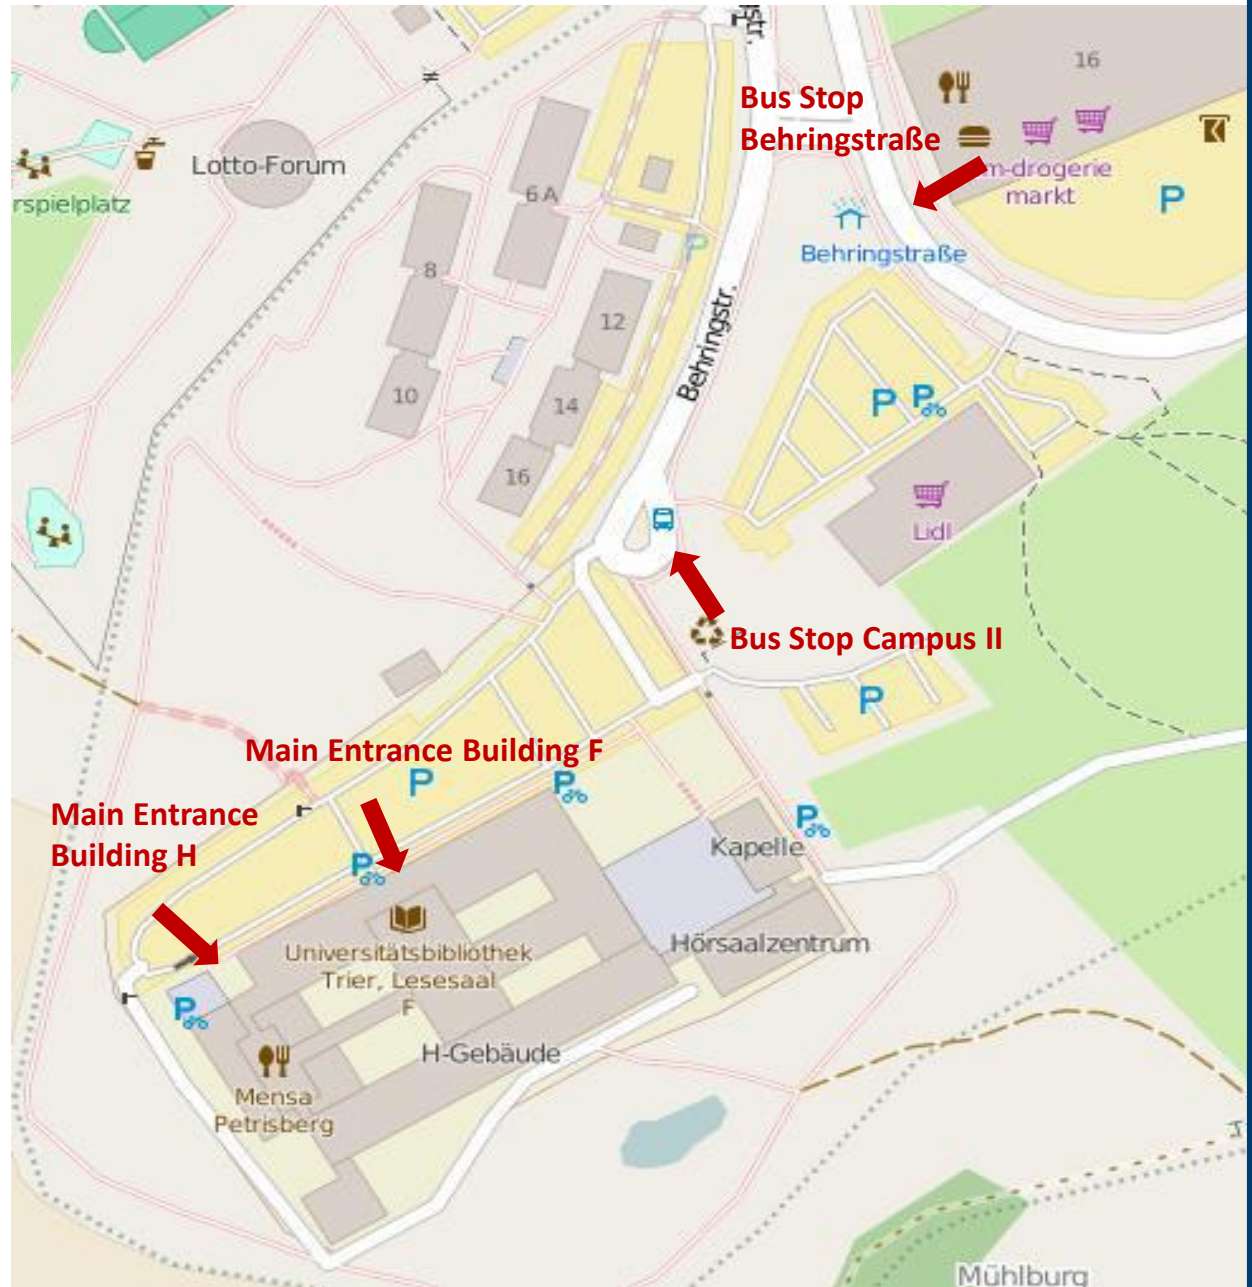 gstr.
16
Bus Stop
Behringstraße
m-drogerie
markt
P
Lotto-Forum
rspielplatz
6 A
P
Behringstraße
8
12
Behringstr.
10
14
P
P
16
Lidl
Bus Stop Campus II
P
Main Entrance Building F
P
P
Main Entrance
Building H
P
Kapelle
P
Hörsaalzentrum
Universitätsbibliothek
Trier, Lesesaal
F
P
H-Gebäude
Mensa
Petrisberg
Mühlburg